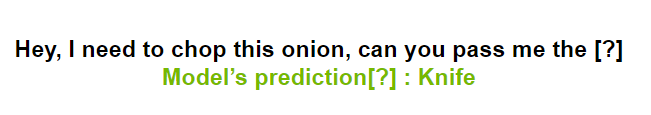 Hey, I need to chop this onion, can you pass me the [?]
Model’s prediction[?] : Knife